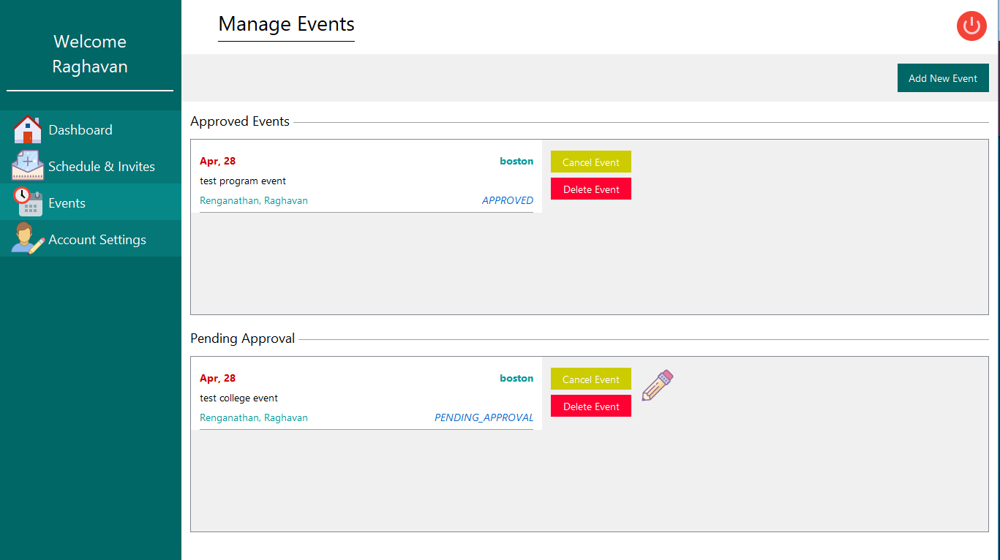 Welcome
Raghavan
Dashboard
Schedule & Invites
Events
Account Settings
Manage Events
Add New Event
Approved Events
Apr, 28 boston
test program event
Renganathan, Raghavan APPROVED
Cancel Event
Delete Event
Pending Approval
Apr, 28 boston
test college event
Renganathan, Raghavan PENDING_APPROVAL
Cancel Event
Delete Event